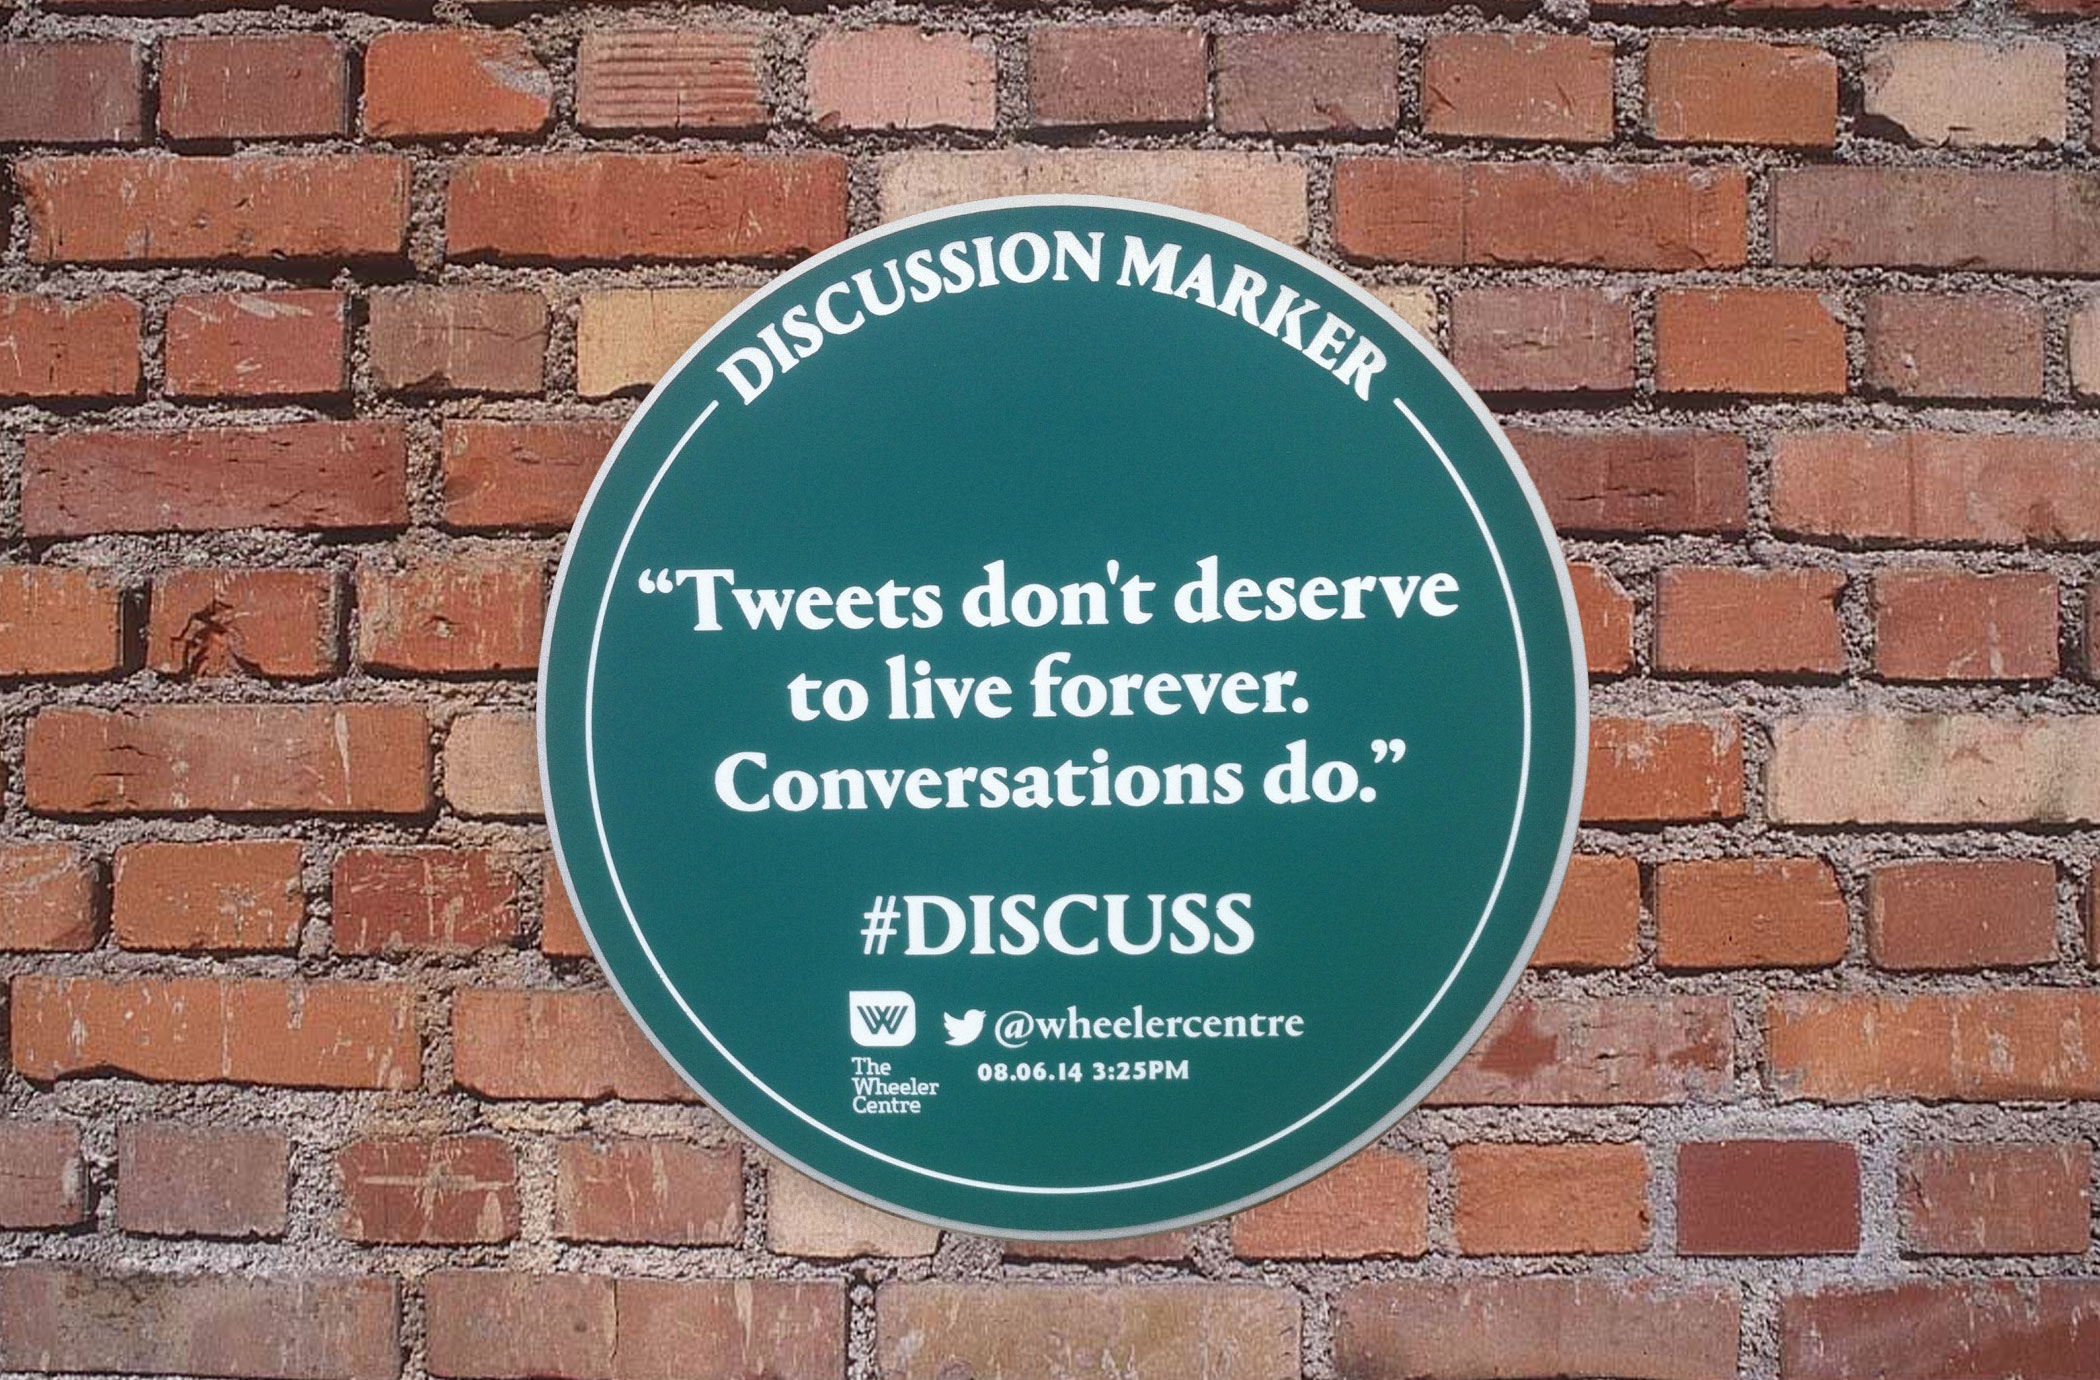 DISCUSSION MARKER
“Tweets don't deserve
to live forever.
Conversations do.”
#DISCUSS
@wheelercentre
08.06.14 3:25PM
The
Wheeler
Centre